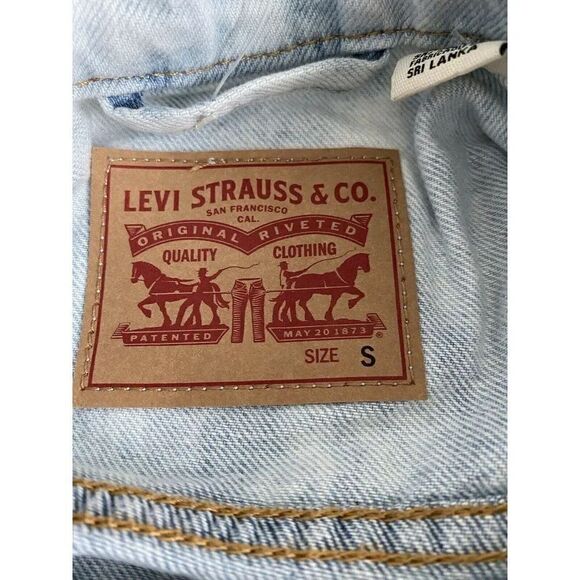 SRI LANKA
LEVI STRAUSS & CO.
SAN FRANCISCO
CAL.
ORIGINAL RIVETED
QUALITY CLOTHING
PATENTED MAY 20 1873 ®
SIZE S